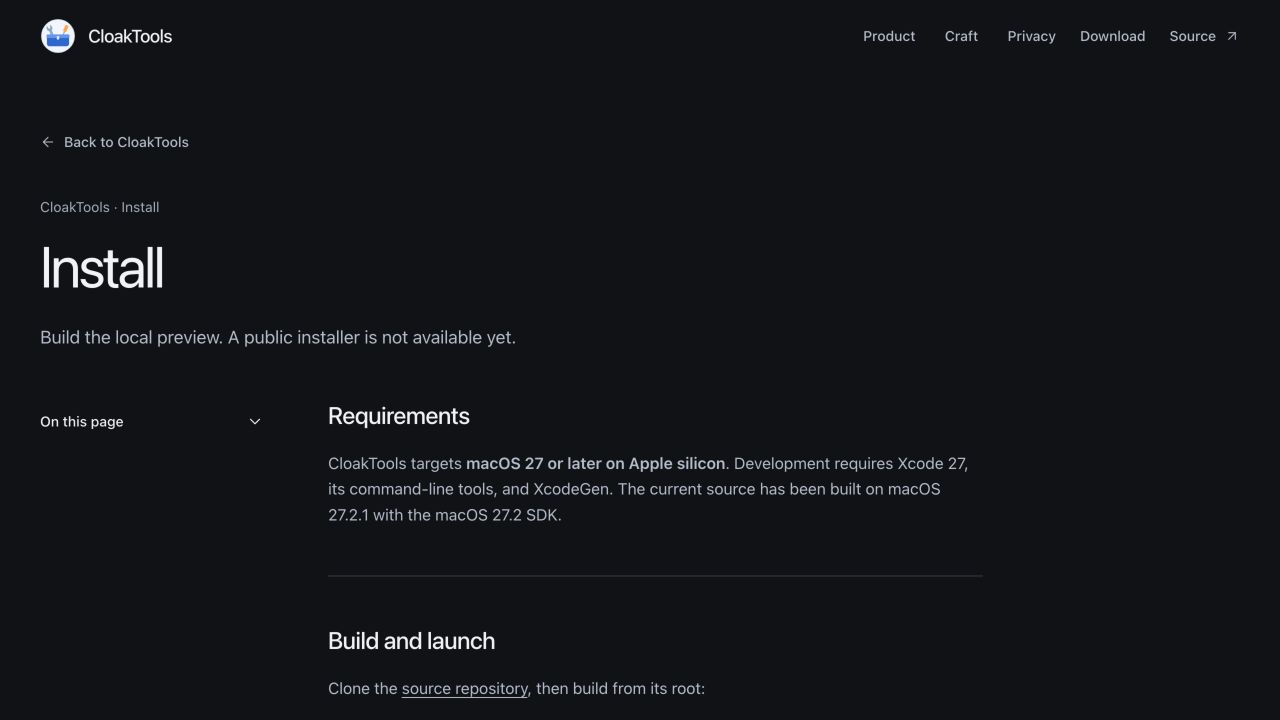 CloakTools
Product
Craft
Privacy
Download
Source
Back to CloakTools
CloakTools · Install
Install
Build the local preview. A public installer is not available yet.
On this page
Requirements
CloakTools targets macOS 27 or later on Apple silicon. Development requires Xcode 27,
its command-line tools, and XcodeGen. The current source has been built on macOS
27.2.1 with the macOS 27.2 SDK.
Build and launch
Clone the source repository, then build from its root: